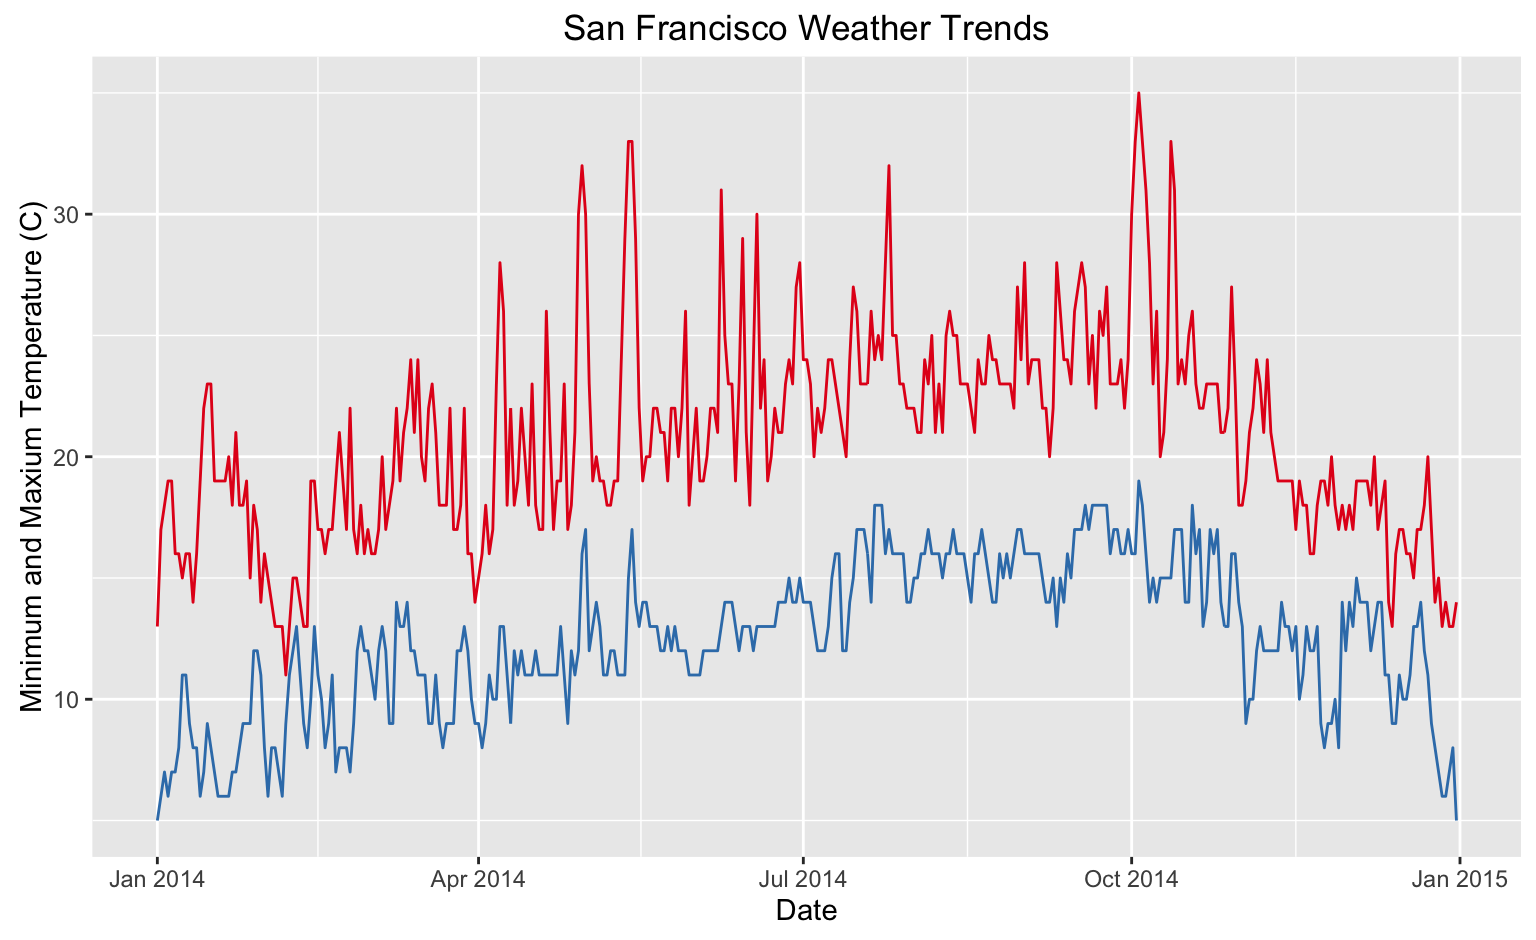 San Francisco Weather Trends
Minimum and Maxium Temperature (C)
30
20
10
Jan 2014
Apr 2014
Jul 2014
Oct 2014
Jan 2015
Date